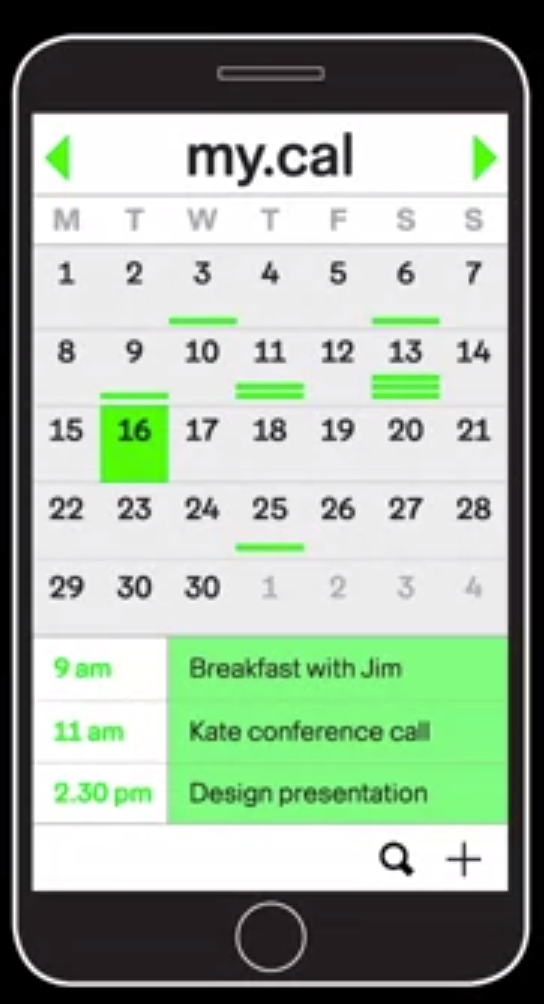 my.cal
M T W T F S S
1 2 3 4 5 6 7
8 9 10 11 12 13 14
15 16 17 18 19 20 21
22 23 24 25 26 27 28
29 30 30 1 2 3 4
9 am Breakfast with Jim
11 am Kate conference call
2.30 pm Design presentation